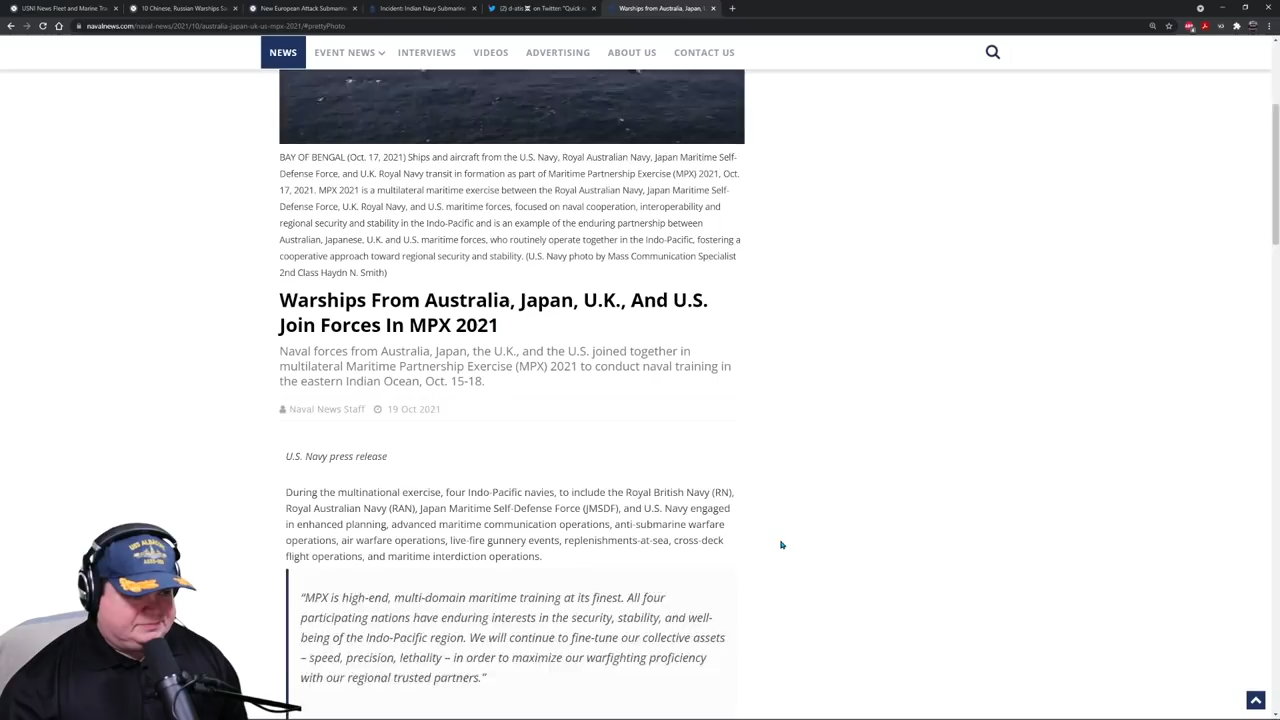 USNI News Fleet and Marine Tra
10 Chinese, Russian Warships Sa
New European Attack Submarine
Incident: Indian Navy Submarine
(2) d-atis on Twitter: "Quick n
Warships from Australia, Japan, U
navalnews.com/naval-news/2021/10/australia-japan-uk-us-mpx-2021/#prettyPhoto
NEWS
EVENT NEWS
INTERVIEWS
VIDEOS
ADVERTISING
ABOUT US
CONTACT US
BAY OF BENGAL (Oct. 17, 2021) Ships and aircraft from the U.S. Navy, Royal Australian Navy, Japan Maritime Self-
Defense Force, and U.K. Royal Navy transit in formation as part of Maritime Partnership Exercise (MPX) 2021, Oct.
17, 2021. MPX 2021 is a multilateral maritime exercise between the Royal Australian Navy, Japan Maritime Self-
Defense Force, U.K. Royal Navy, and U.S. maritime forces, focused on naval cooperation, interoperability and
regional security and stability in the Indo-Pacific and is an example of the enduring partnership between
Australian, Japanese, U.K. and U.S. maritime forces, who routinely operate together in the Indo-Pacific, fostering a
cooperative approach toward regional security and stability. (U.S. Navy photo by Mass Communication Specialist
2nd Class Haydn N. Smith)
Warships From Australia, Japan, U.K., And U.S.
Join Forces In MPX 2021
Naval forces from Australia, Japan, the U.K., and the U.S. joined together in
multilateral Maritime Partnership Exercise (MPX) 2021 to conduct naval training in
the eastern Indian Ocean, Oct. 15-18.
Naval News Staff 19 Oct 2021
U.S. Navy press release
During the multinational exercise, four Indo-Pacific navies, to include the Royal British Navy (RN),
Royal Australian Navy (RAN), Japan Maritime Self-Defense Force (JMSDF), and U.S. Navy engaged
in enhanced planning, advanced maritime communication operations, anti-submarine warfare
operations, air warfare operations, live-fire gunnery events, replenishments-at-sea, cross-deck
flight operations, and maritime interdiction operations.
"MPX is high-end, multi-domain maritime training at its finest. All four
participating nations have enduring interests in the security, stability, and well-
being of the Indo-Pacific region. We will continue to fine-tune our collective assets
– speed, precision, lethality – in order to maximize our warfighting proficiency
with our regional trusted partners."
USS